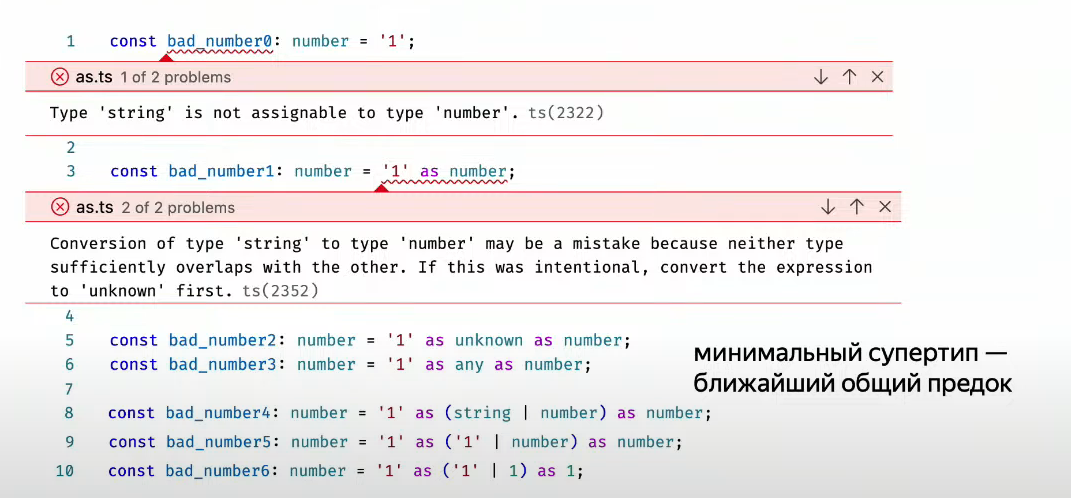 1 const bad_number0: number = '1';
as.ts 1 of 2 problems
Type 'string' is not assignable to type 'number'. ts(2322)
2
3 const bad_number1: number = '1' as number;
as.ts 2 of 2 problems
Conversion of type 'string' to type 'number' may be a mistake because neither type
sufficiently overlaps with the other. If this was intentional, convert the expression
to 'unknown' first. ts(2352)
4
5 const bad_number2: number = '1' as unknown as number;
6 const bad_number3: number = '1' as any as number;
минимальный супертип —
ближайший общий предок
7
8 const bad_number4: number = '1' as (string | number) as number;
9 const bad_number5: number = '1' as ('1' | number) as number;
10 const bad_number6: number = '1' as ('1' | 1) as 1;